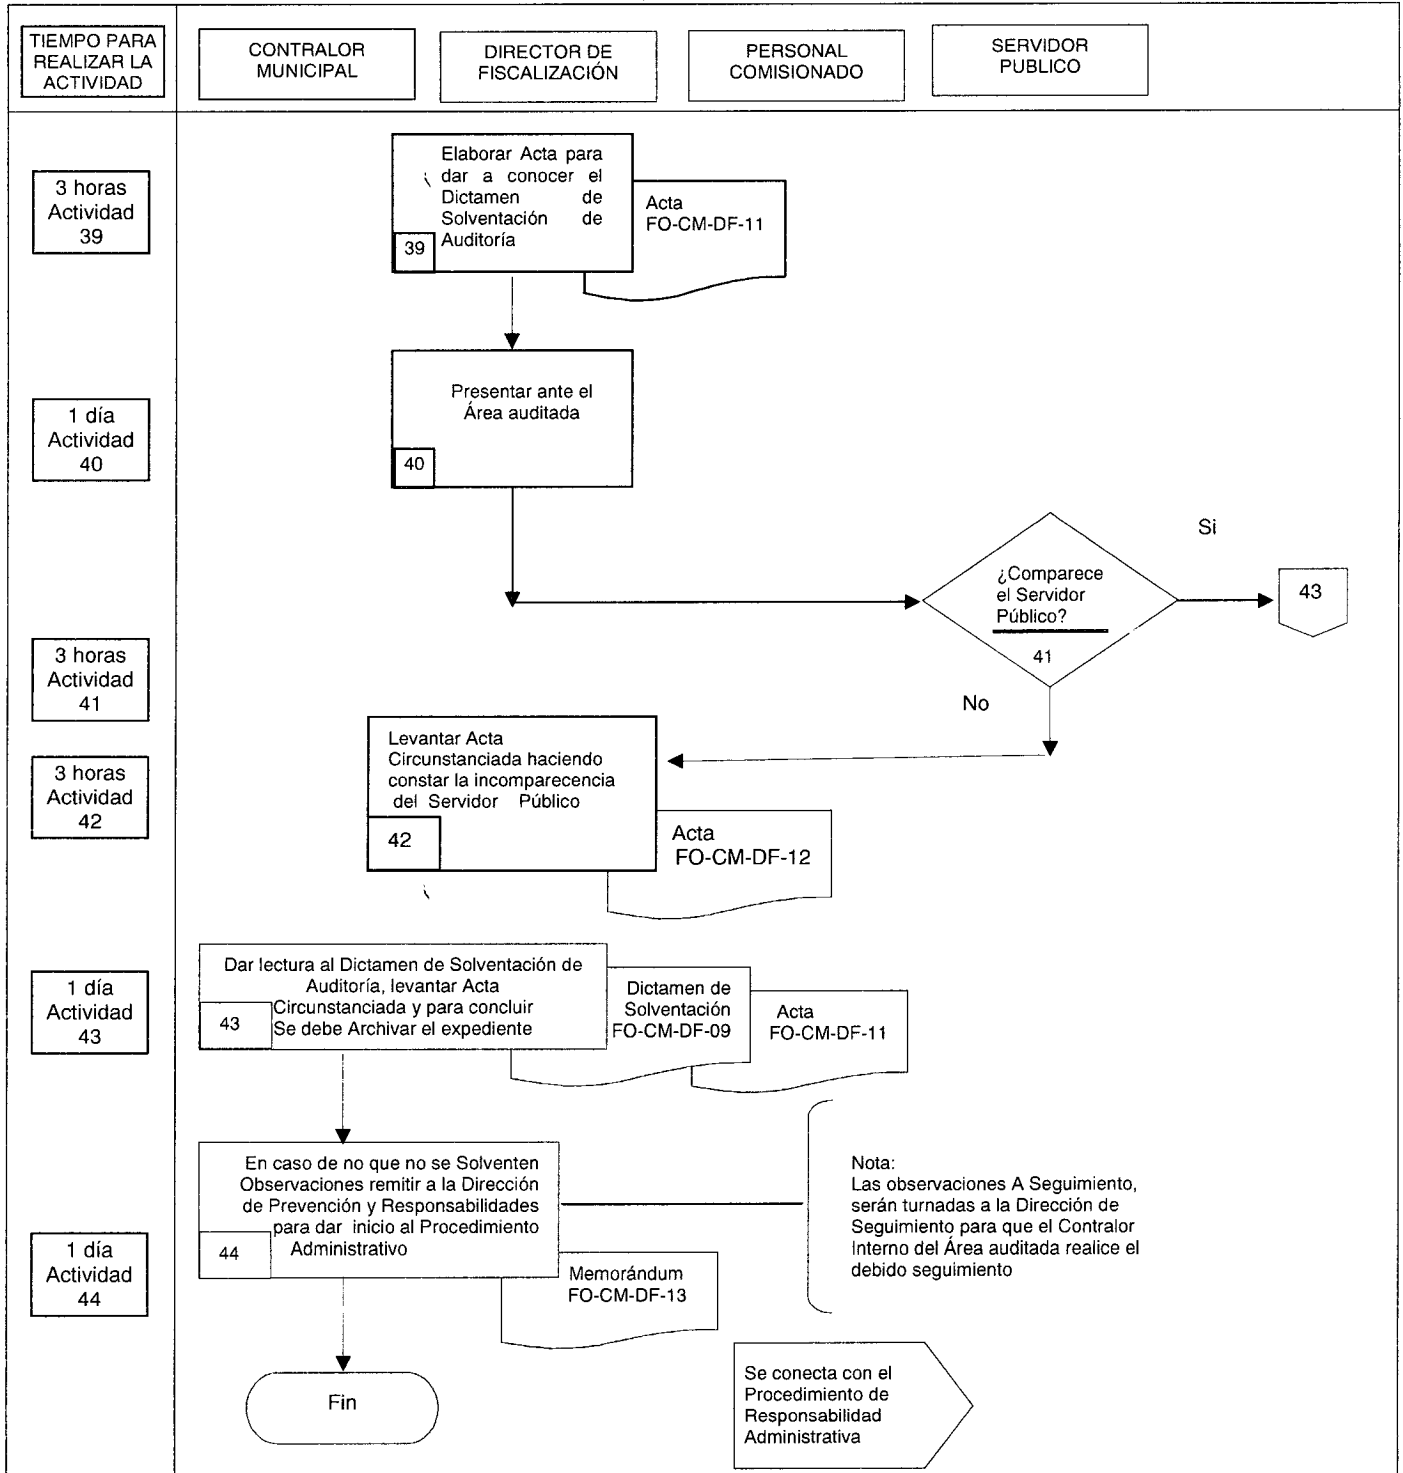 TIEMPO PARA
REALIZAR LA
ACTIVIDAD
CONTRALOR
MUNICIPAL
DIRECTOR DE
FISCALIZACIÓN
PERSONAL
COMISIONADO
SERVIDOR
PUBLICO
3 horas
Actividad
39
Elaborar Acta para
dar a conocer el
Dictamen de
Solventación de
Auditoría
39
Acta
FO-CM-DF-11
1 día
Actividad
40
Presentar ante el
Área auditada
40
3 horas
Actividad
41
¿Comparece
el Servidor
Público?
41
Si
43
No
3 horas
Actividad
42
Levantar Acta
Circunstanciada haciendo
constar la incomparecencia
del Servidor Público
42
Acta
FO-CM-DF-12
1 día
Actividad
43
Dar lectura al Dictamen de Solventación de
Auditoría, levantar Acta
Circunstanciada y para concluir
Se debe Archivar el expediente
43
Dictamen de
Solventación
FO-CM-DF-09
Acta
FO-CM-DF-11
1 día
Actividad
44
En caso de no que no se Solventen
Observaciones remitir a la Dirección
de Prevención y Responsabilidades
para dar inicio al Procedimiento
Administrativo
44
Memorándum
FO-CM-DF-13
Nota:
Las observaciones A Seguimiento,
serán turnadas a la Dirección de
Seguimiento para que el Contralor
Interno del Área auditada realice el
debido seguimiento
Fin
Se conecta con el
Procedimiento de
Responsabilidad
Administrativa